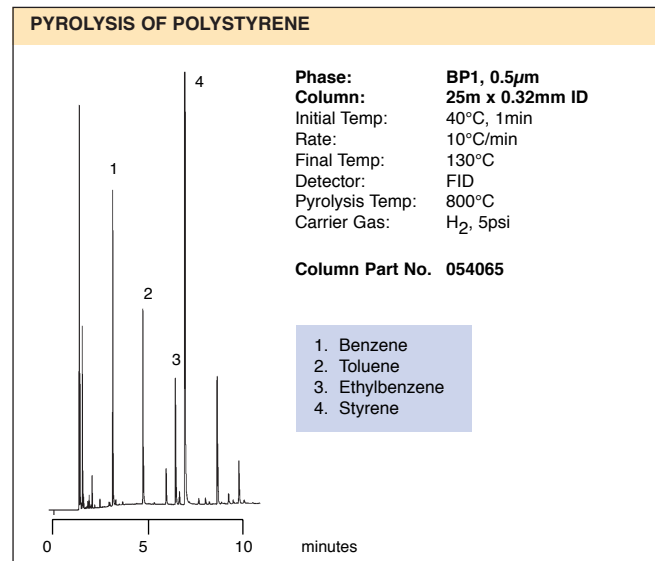 PYROLYSIS OF POLYSTYRENE
Phase: BP1, 0.5µm
Column: 25m x 0.32mm ID
Initial Temp: 40°C, 1min
Rate: 10°C/min
Final Temp: 130°C
Detector: FID
Pyrolysis Temp: 800°C
Carrier Gas: H2, 5psi
Column Part No. 054065
1. Benzene
2. Toluene
3. Ethylbenzene
4. Styrene
4
1
2
3
0 5 10 minutes